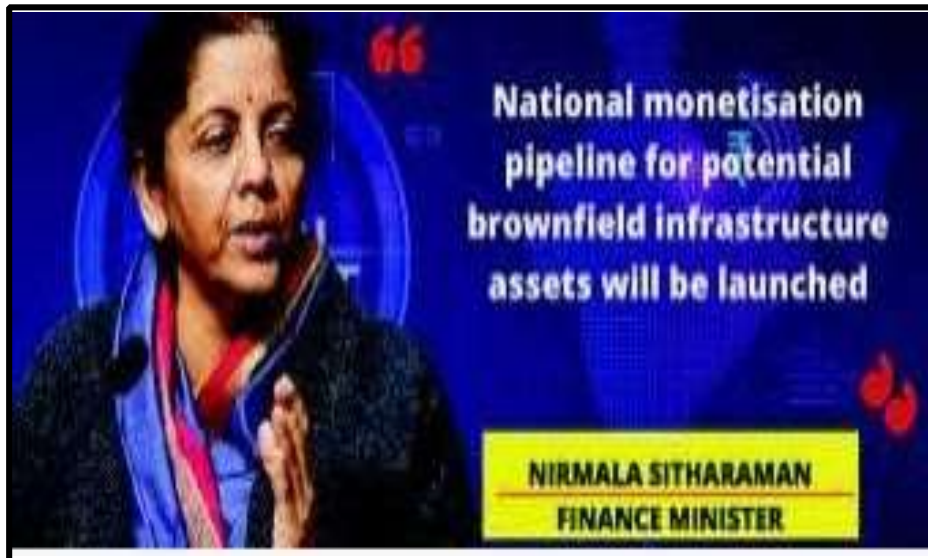 National monetisation
pipeline for potential
brownfield infrastructure
assets will be launched
NIRMALA SITHARAMAN
FINANCE MINISTER